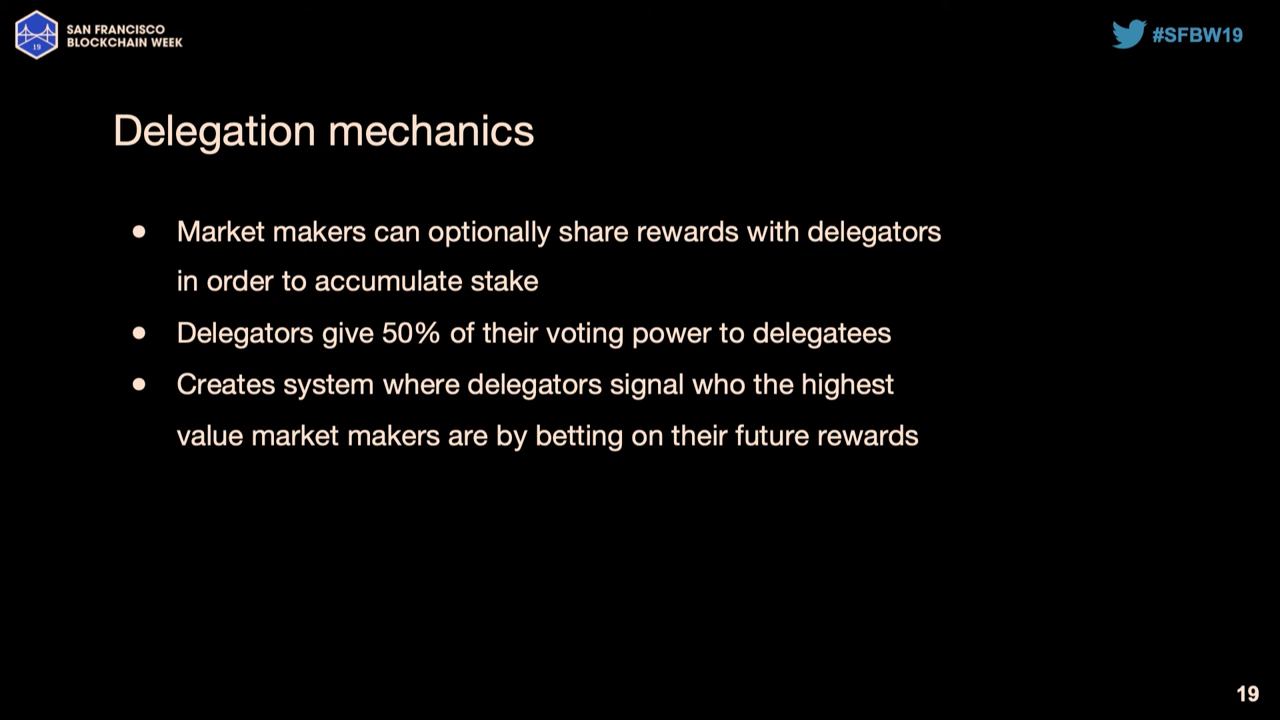 SAN FRANCISCO
BLOCKCHAIN WEEK
19
#SFBW19
Delegation mechanics
● Market makers can optionally share rewards with delegators
in order to accumulate stake
● Delegators give 50% of their voting power to delegatees
● Creates system where delegators signal who the highest
value market makers are by betting on their future rewards
19